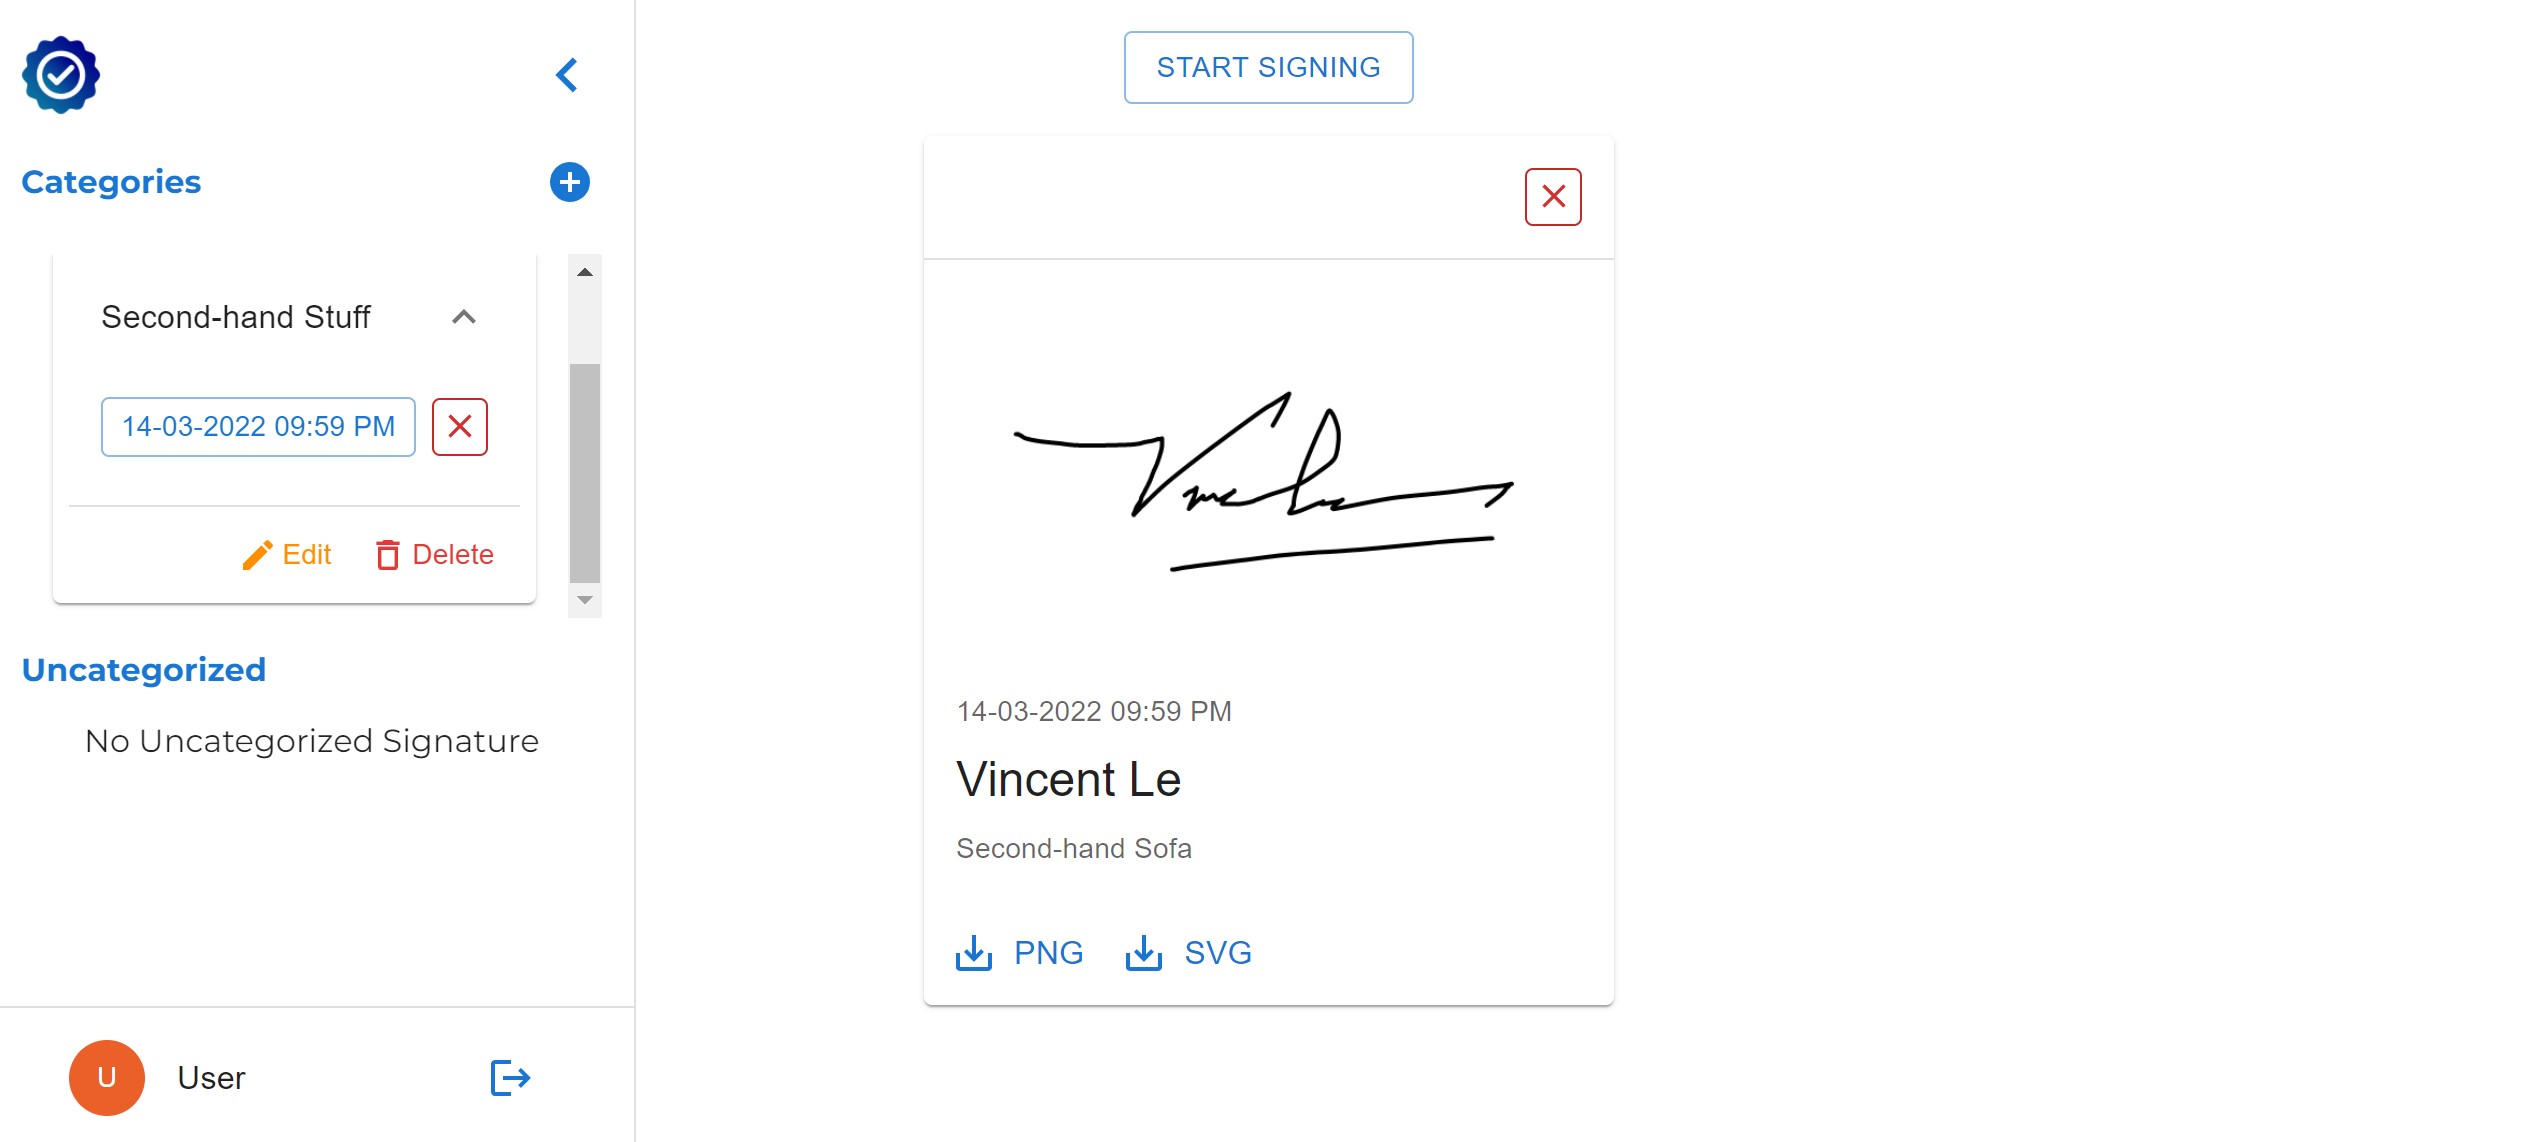 Categories
Second-hand Stuff
14-03-2022 09:59 PM
Edit Delete
Uncategorized
No Uncategorized Signature
U User
START SIGNING
14-03-2022 09:59 PM
Vincent Le
Second-hand Sofa
PNG SVG